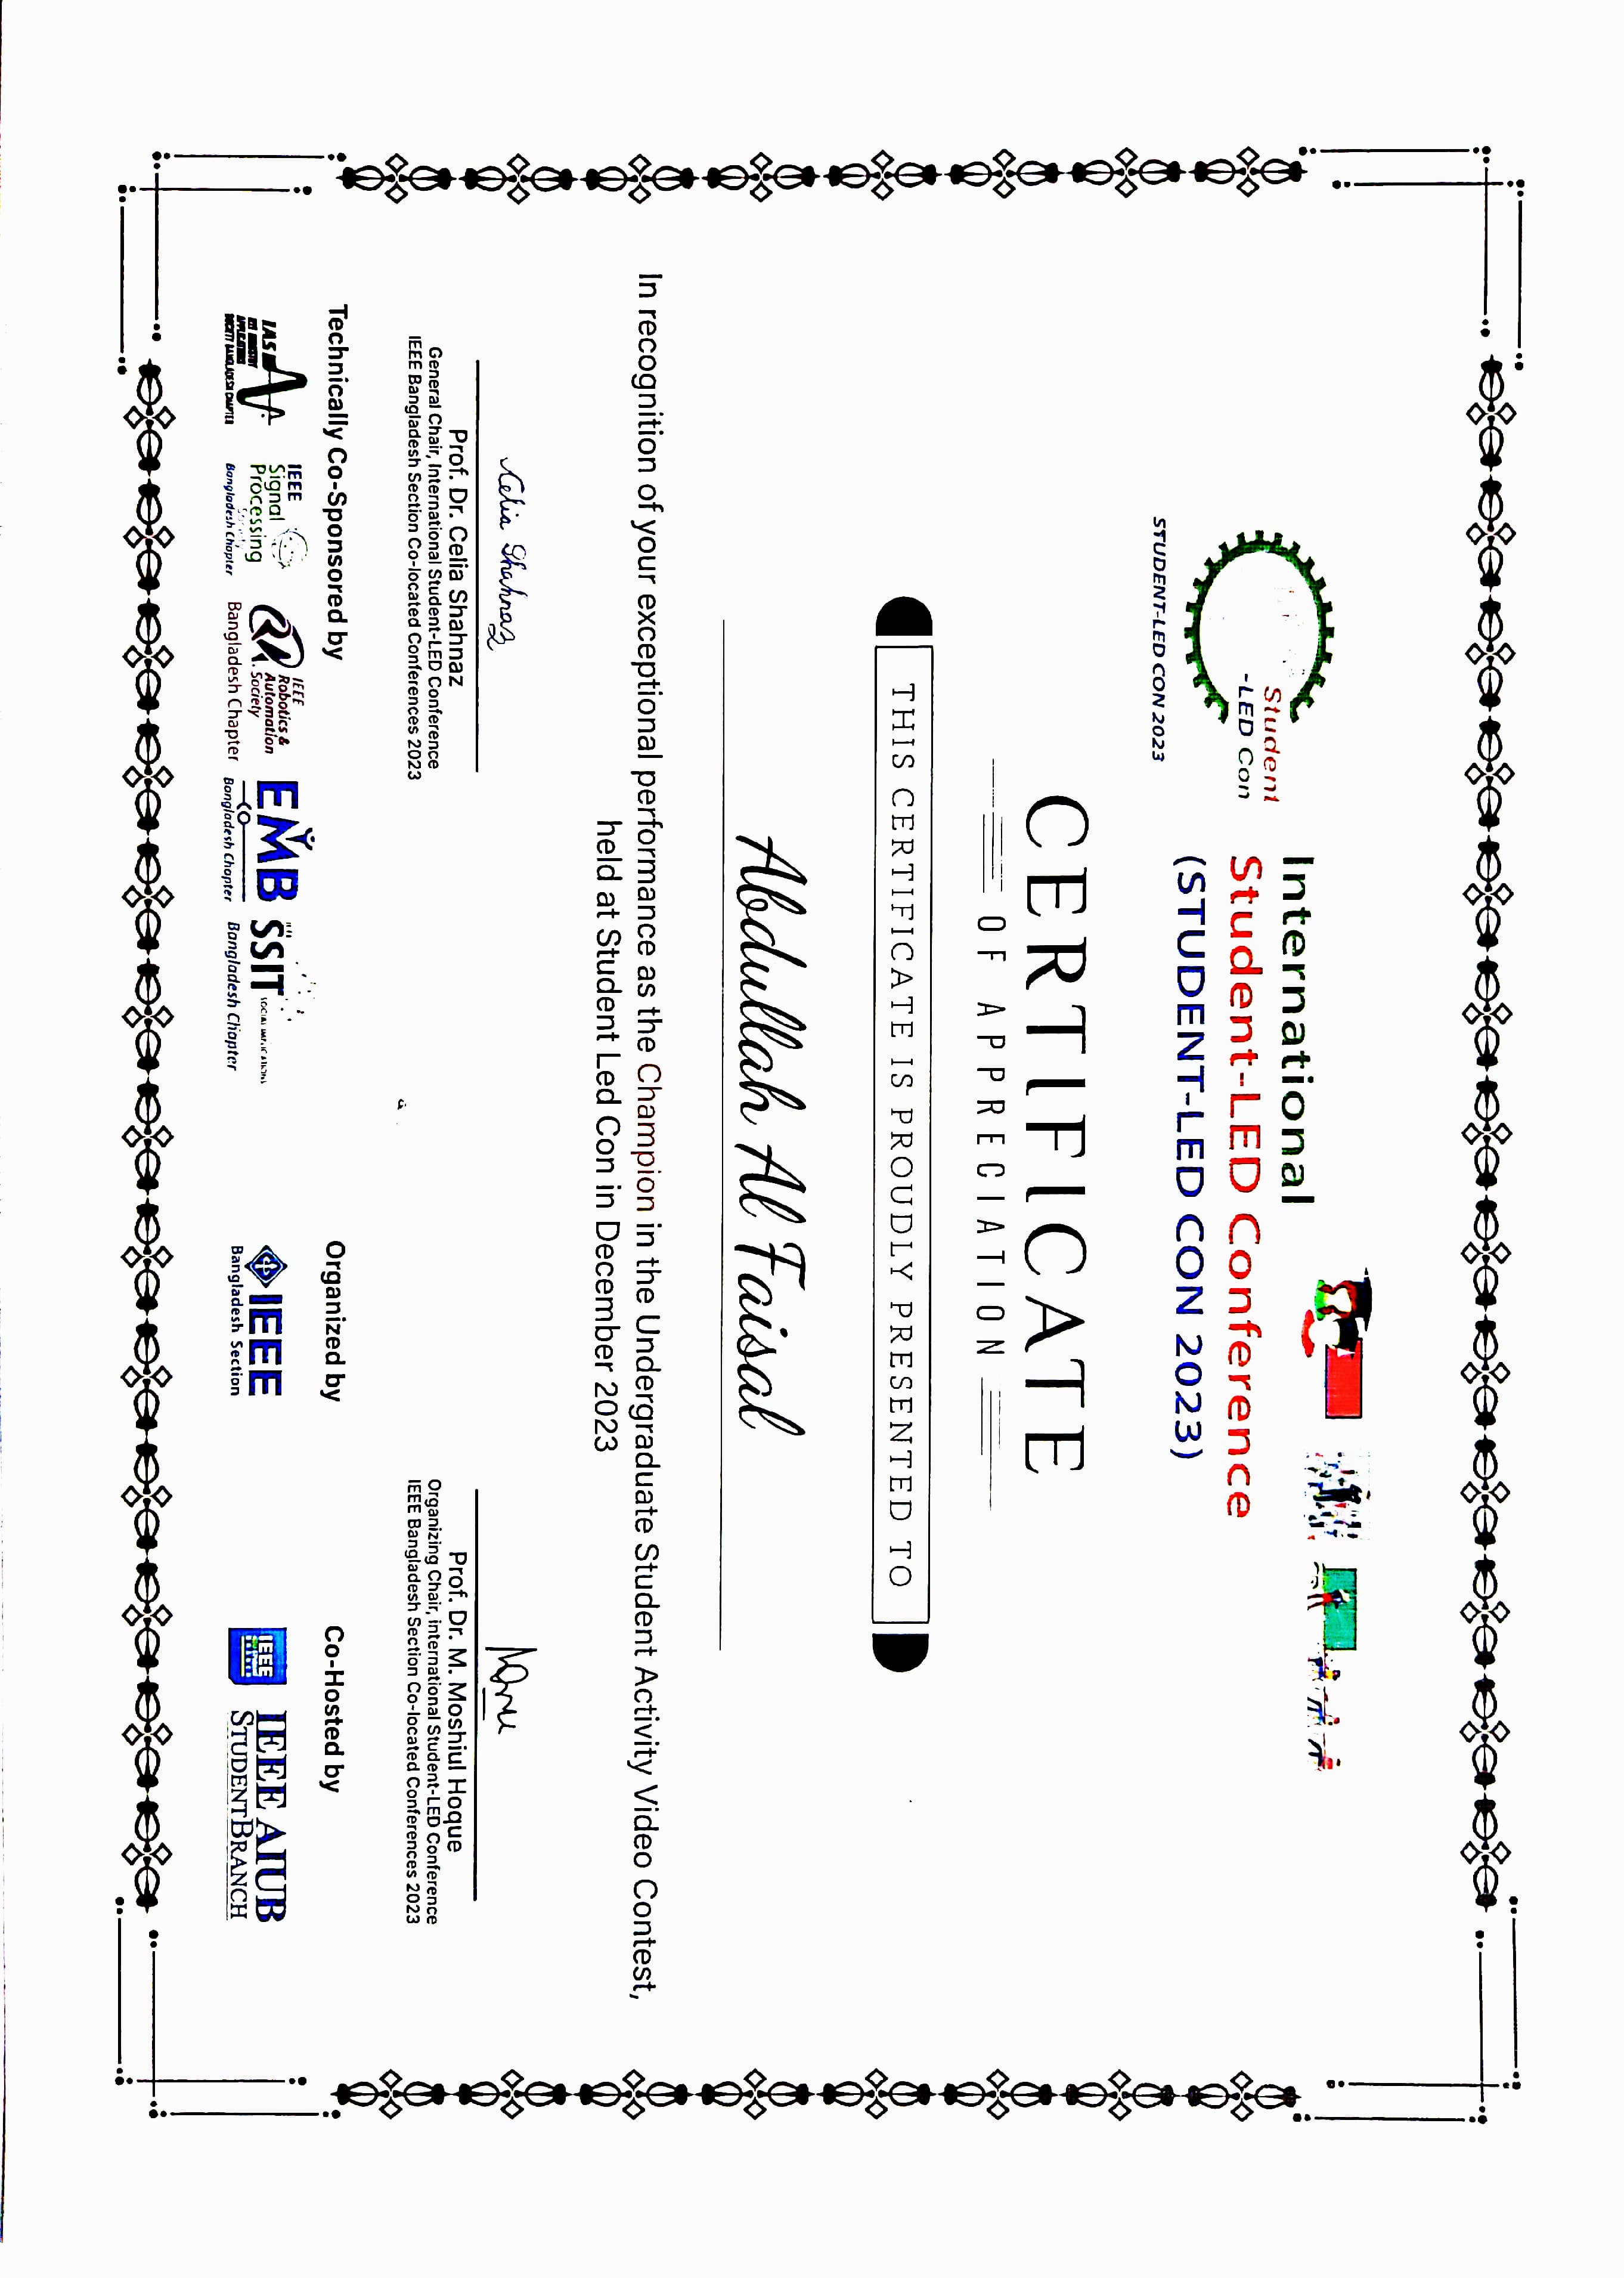 Student
-LED Con
STUDENT-LED CON 2023
International
Student-LED Conference
(STUDENT-LED CON 2023)
CERTIFICATE
OF APPRECIATION
THIS CERTIFICATE IS PROUDLY PRESENTED TO
Abdullah Al Faisal
In recognition of your exceptional performance as the Champion in the Undergraduate Student Activity Video Contest,
held at Student Led Con in December 2023
Celia Shahnaz
Prof. Dr. Celia Shahnaz
General Chair, International Student-LED Conference
IEEE Bangladesh Section Co-located Conferences 2023
Prof. Dr. M. Moshiul Hoque
Organizing Chair, international Student-LED Conference
IEEE Bangladesh Section Co-located Conferences 2023
Technically Co-Sponsored by
IAS
SOCIETY BANGLADESH CHAPTER
IEEE
Signal
Processing
Society
Bangladesh Chapter
IEEE
Robotics &
Automation
Society
Bangladesh Chapter
EMB
Bangladesh Chapter
SSIT
Bangladesh Chapter
Organized by
IEEE
Bangladesh Section
Co-Hosted by
IEEE
IEEE AIUB
STUDENT BRANCH